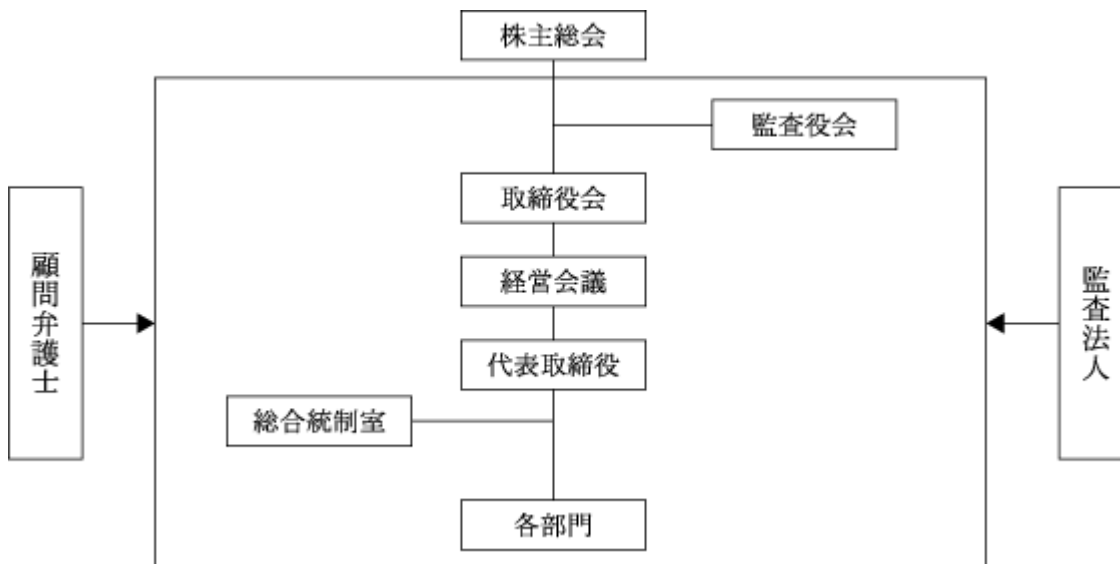 株主総会
監査役会
取締役会
経営会議
顧問弁護士
監査法人
代表取締役
総合統制室
各部門